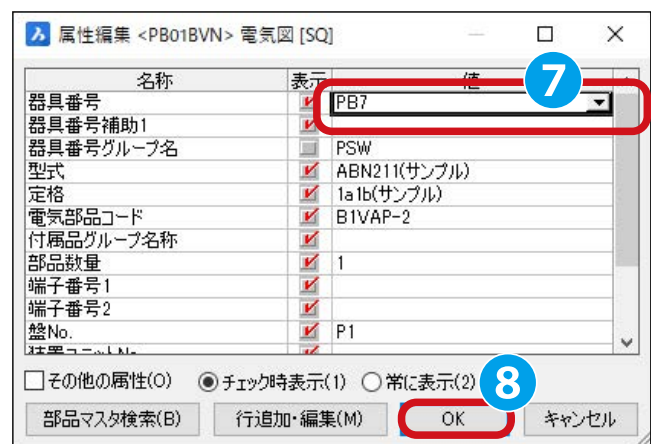 属性編集 <PB01BVN> 電気図 [SQ]
7
名称 表示 値
器具番号 PB7
器具番号補助1
器具番号グループ名 PSW
型式 ABN211(サンプル)
定格 1a1b(サンプル)
電気部品コード B1VAP-2
付属品グループ名称
部品数量 1
端子番号1
端子番号2
盤No. P1
その他の属性(O) チェック時表示(1) 常に表示(2)
8
部品マスタ検索(B) 行追加・編集(M) OK キャンセル